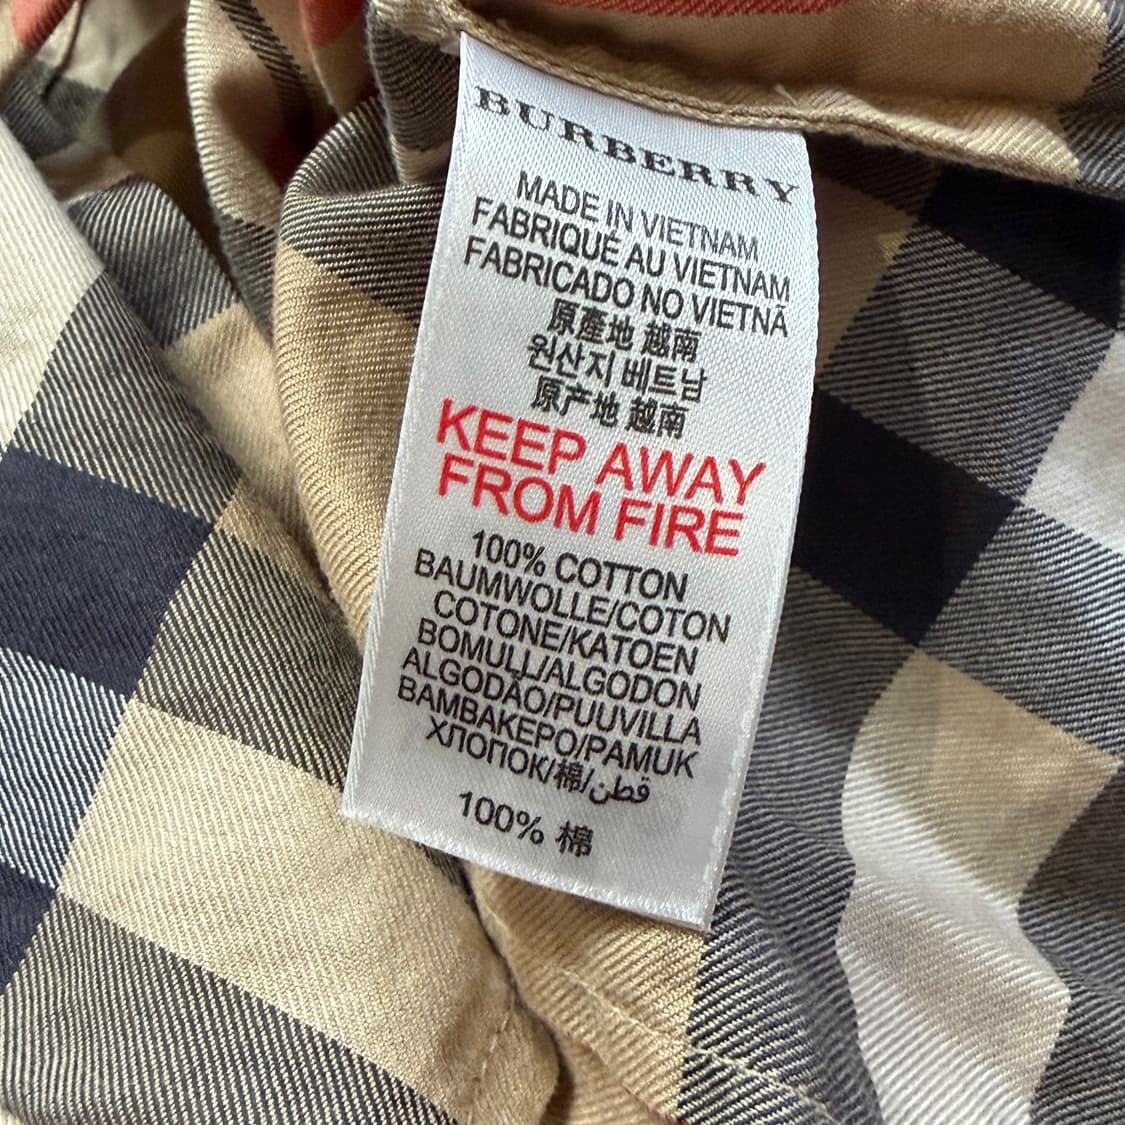 BURBERRY
MADE IN VIETNAM
FABRIQUÉ AU VIETNAM
FABRICADO NO VIETNÃ
原產地 越南
원산지 베트남
原产地 越南
KEEP AWAY
FROM FIRE
100% COTTON
BAUMWOLLE/COTON
COTONE/KATOEN
BOMULL/ALGODON
ALGODÃO/PUUVILLA
BAMBAKEPO/PAMUK
ХЛОПОК/棉/قطن
100% 棉